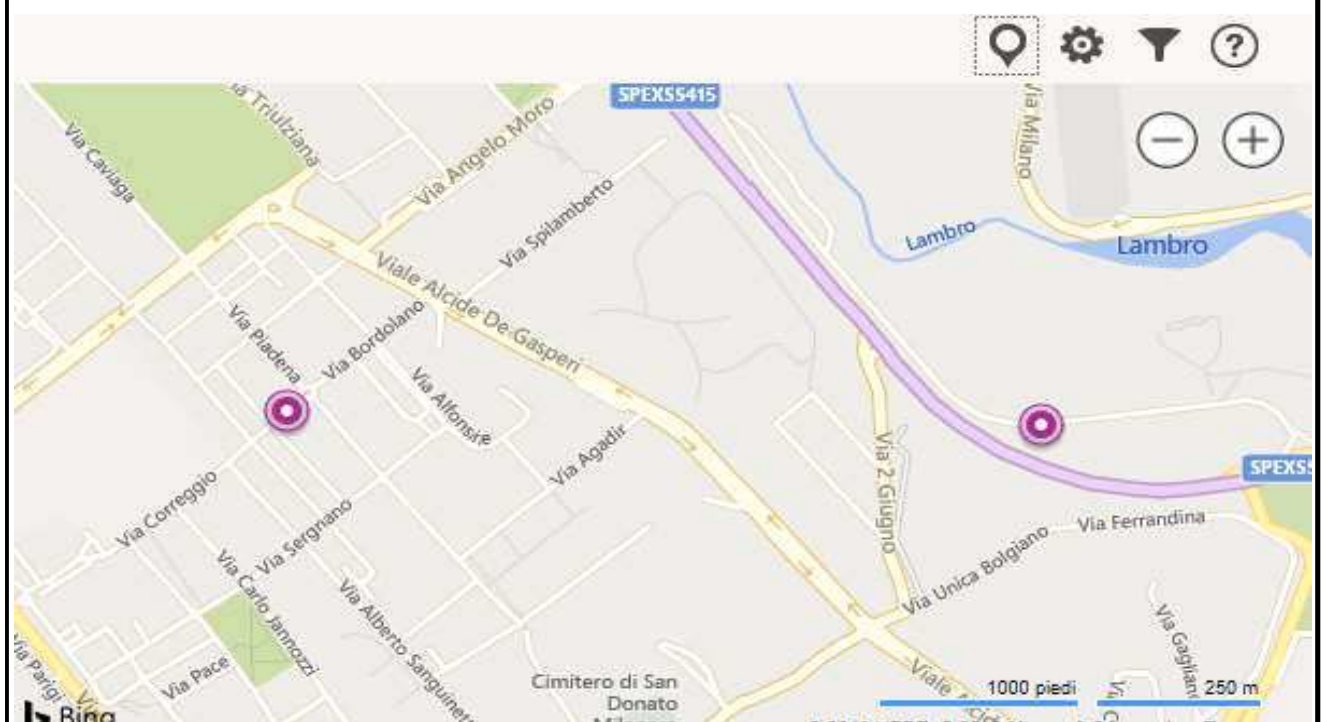 SPEXSS415
Via Triulziana
Via Angelo Moro
Via Milano
Via Caviaga
Via Spilamberto
Lambro
Lambro
Viale Alcide De Gasperi
Via Piadena
Via Bordolano
Via Alfonsine
Via Agadir
Via 2 Giugno
SPEXSS
Via Correggio
Via Sergnano
Via Ferrandina
Via Unica Bolgiano
Via Carlo Jannozzi
Via Alberto Sanguinet
Via Gagliano
Via Parigi
Via Pace
Cimitero di San
Donato
Viale
1000 piedi
250 m
Bing